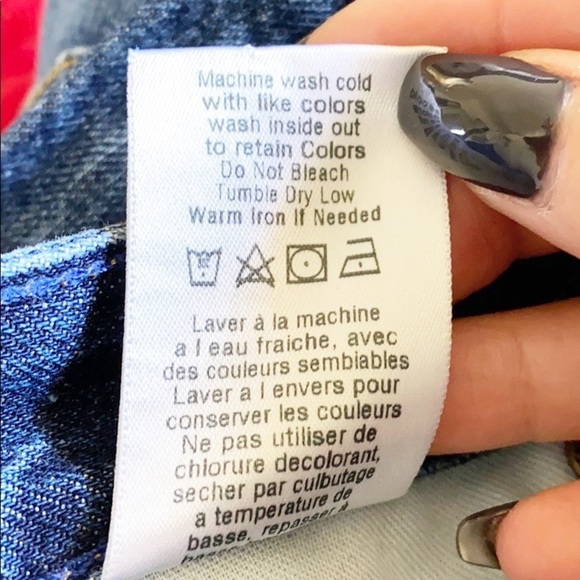 Machine wash cold
with like colors
wash inside out
to retain Colors
Do Not Bleach
Tumble Dry Low
Warm Iron If Needed
Laver à la machine
a l eau fraiche, avec
des couleurs sembiables
Laver a l envers pour
conserver les couleurs
Ne pas utiliser de
chlorure decolorant,
secher par culbutage
a temperature de
basse, repasser à